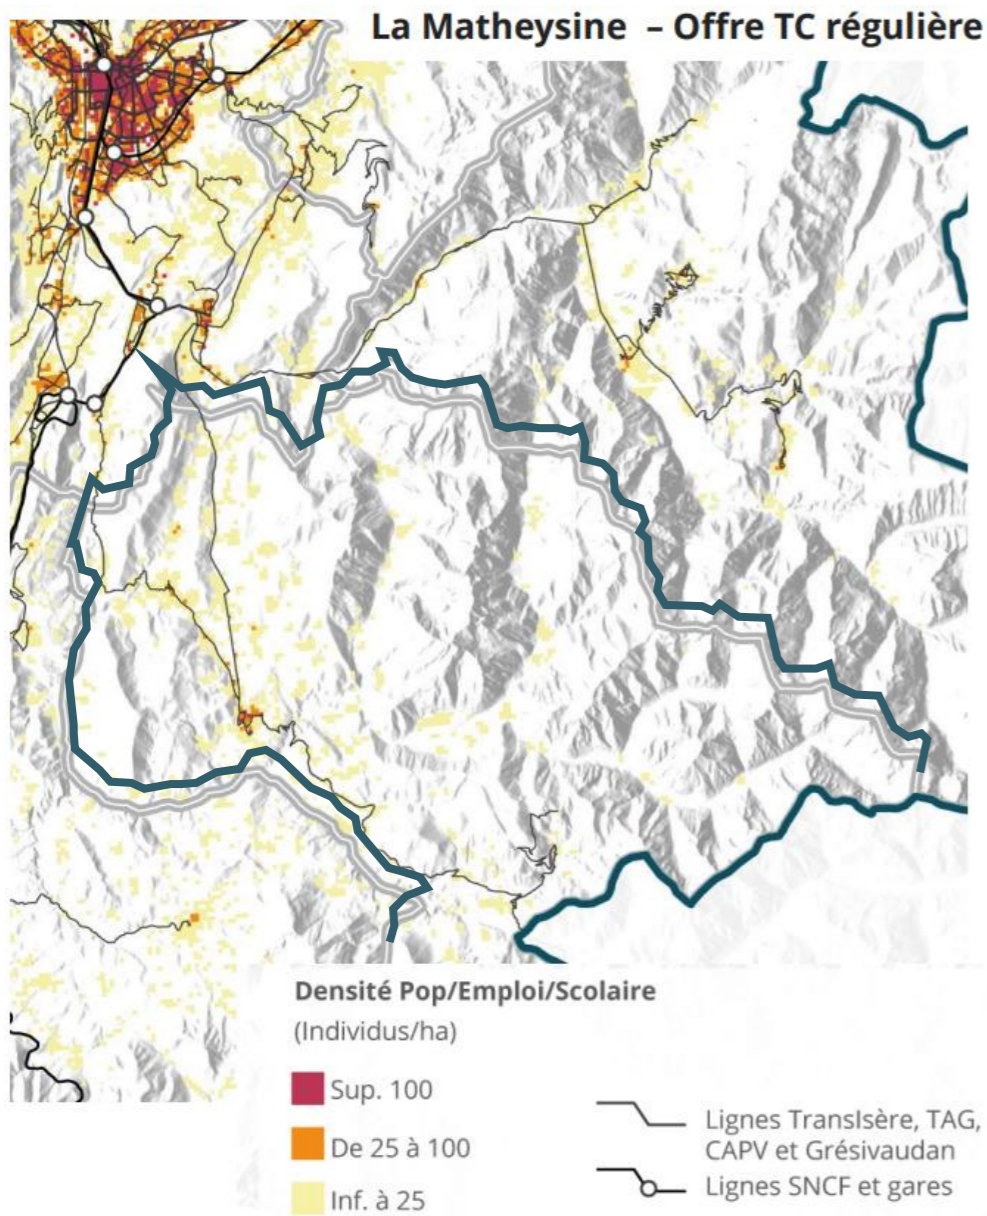 La Matheysine – Offre TC régulière
Densité Pop/Emploi/Scolaire
(Individus/ha)
Sup. 100
De 25 à 100
Inf. à 25
Lignes TransIsère, TAG,
CAPV et Grésivaudan
Lignes SNCF et gares